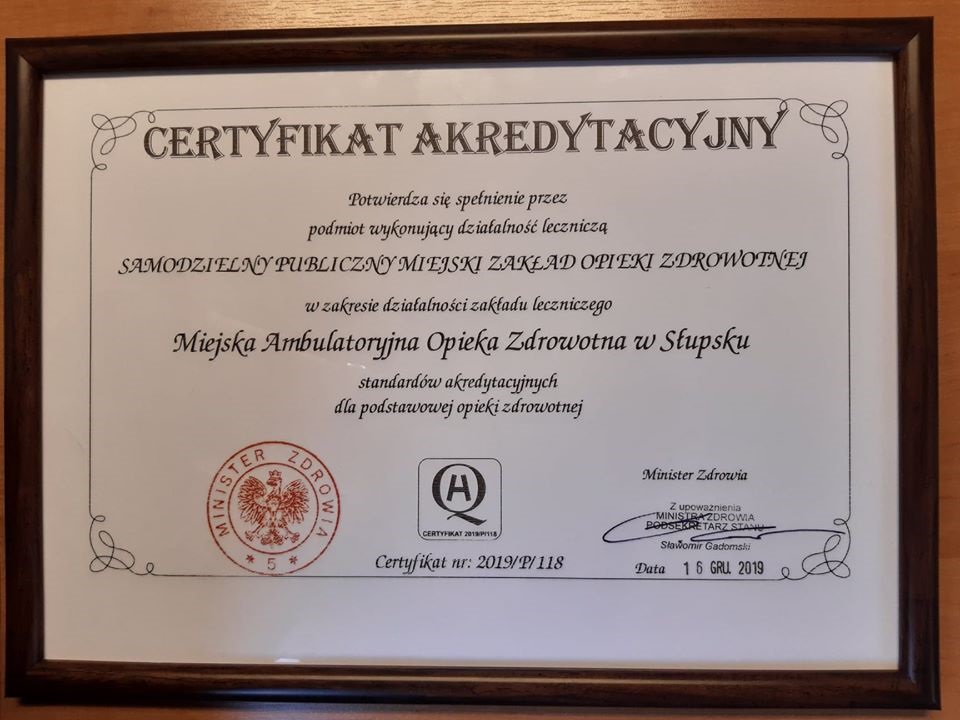 CERTYFIKAT AKREDYTACYJNY
Potwierdza się spełnienie przez
podmiot wykonujący działalność leczniczą
SAMODZIELNY PUBLICZNY MIEJSKI ZAKŁAD OPIEKI ZDROWOTNEJ
w zakresie działalności zakładu leczniczego
Miejska Ambulatoryjna Opieka Zdrowotna w Słupsku
standardów akredytacyjnych
dla podstawowej opieki zdrowotnej
MINISTER ZDROWIA
* 5 *
HQ
CERTYFIKAT 2019/P/118
Certyfikat nr: 2019/P/118
Minister Zdrowia
Z upoważnienia
MINISTRA ZDROWIA
PODSEKRETARZ STANU
Sławomir Gadomski
Data 16 GRU. 2019